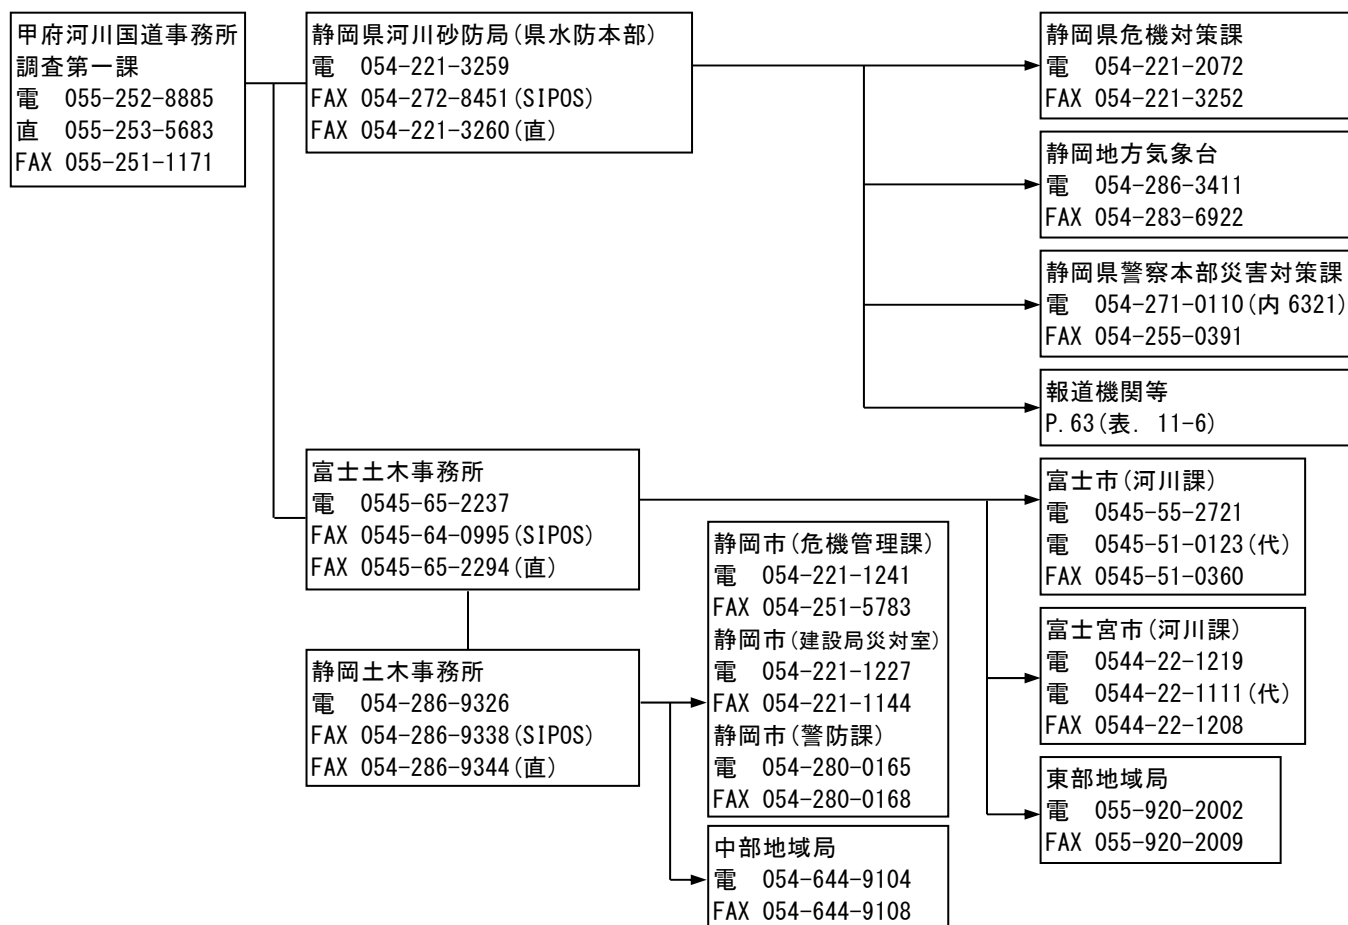 甲府河川国道事務所
調査第一課
電 055-252-8885
直 055-253-5683
FAX 055-251-1171
静岡県河川砂防局(県水防本部)
電 054-221-3259
FAX 054-272-8451(SIPOS)
FAX 054-221-3260(直)
静岡県危機対策課
電 054-221-2072
FAX 054-221-3252
静岡地方気象台
電 054-286-3411
FAX 054-283-6922
静岡県警察本部災害対策課
電 054-271-0110(内 6321)
FAX 054-255-0391
報道機関等
P.63(表. 11-6)
富士土木事務所
電 0545-65-2237
FAX 0545-64-0995(SIPOS)
FAX 0545-65-2294(直)
静岡土木事務所
電 054-286-9326
FAX 054-286-9338(SIPOS)
FAX 054-286-9344(直)
静岡市(危機管理課)
電 054-221-1241
FAX 054-251-5783
静岡市(建設局災対室)
電 054-221-1227
FAX 054-221-1144
静岡市(警防課)
電 054-280-0165
FAX 054-280-0168
中部地域局
電 054-644-9104
FAX 054-644-9108
富士市(河川課)
電 0545-55-2721
電 0545-51-0123(代)
FAX 0545-51-0360
富士宮市(河川課)
電 0544-22-1219
電 0544-22-1111(代)
FAX 0544-22-1208
東部地域局
電 055-920-2002
FAX 055-920-2009